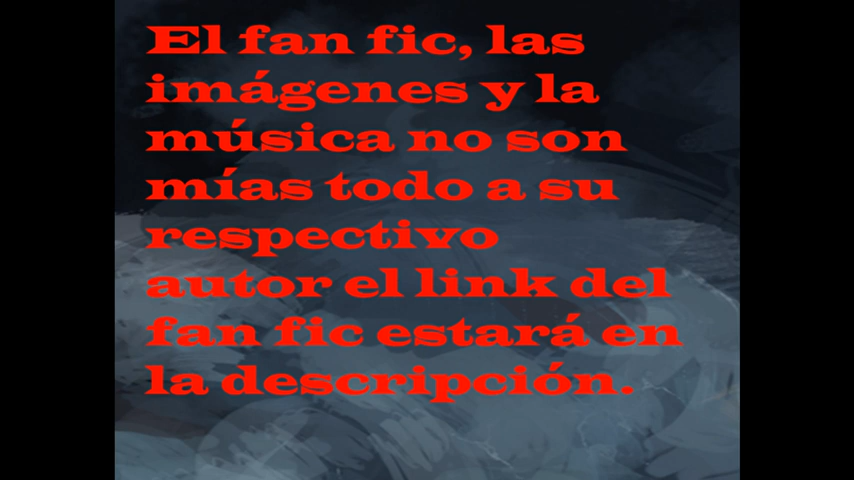 El fan fic, las
imágenes y la
música no son
mías todo a su
respectivo
autor el link del
fan fic estará en
la descripción.